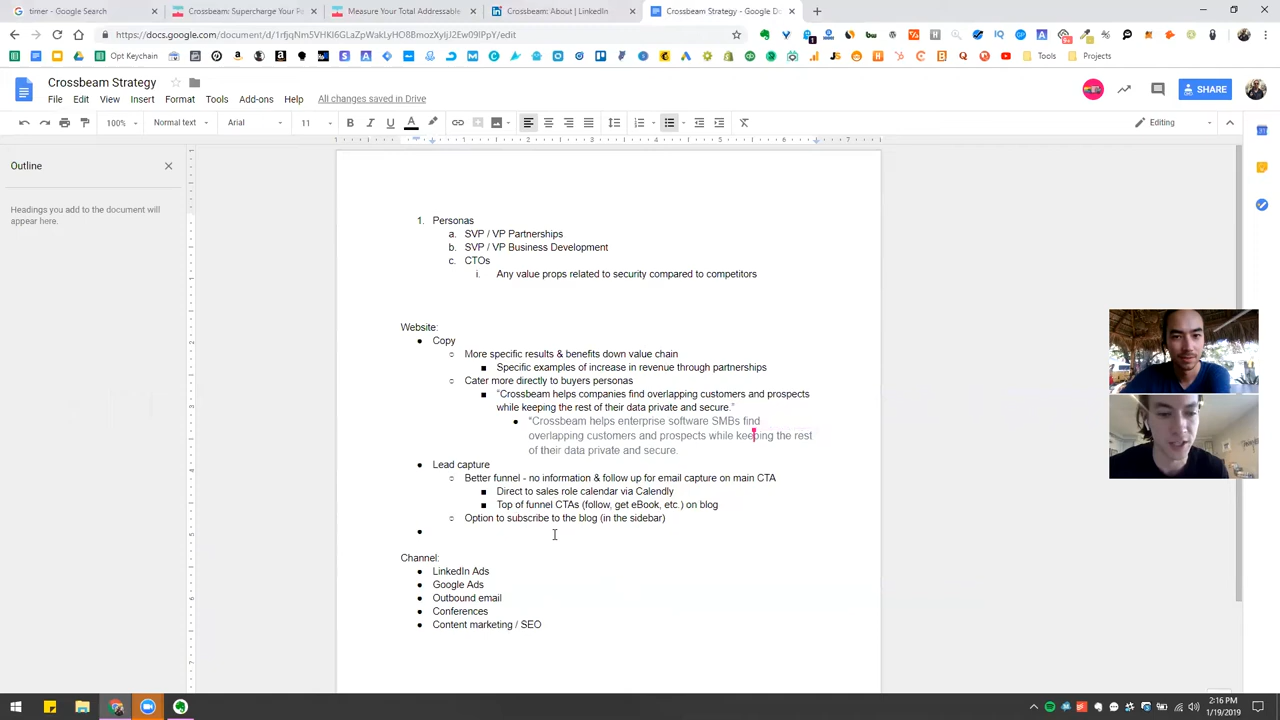 timer - Google Search
Crossbeam: Supercharge Your Pa
Measure Your Total Addressable
Crossbeam: About | LinkedIn
Crossbeam Strategy - Google Do
https://docs.google.com/document/d/
Opt Keychain
Tools
Projects
Crossbeam Strategy
File Edit View Insert Format Tools Add-ons Help All changes saved in Drive
SHARE
100% Normal text Arial 11
Editing
Outline
Headings you add to the document will
appear here.
1. Personas
a. SVP / VP Partnerships
b. SVP / VP Business Development
c. CTOs
i. Any value props related to security compared to competitors
Website:
● Copy
○ More specific results & benefits down value chain
■ Specific examples of increase in revenue through partnerships
○ Cater more directly to buyers personas
■ “Crossbeam helps companies find overlapping customers and prospects
while keeping the rest of their data private and secure.”
● “Crossbeam helps enterprise software SMBs find
overlapping customers and prospects while keeping the rest
of their data private and secure.
● Lead capture
○ Better funnel - no information & follow up for email capture on main CTA
■ Direct to sales role calendar via Calendly
■ Top of funnel CTAs (follow, get eBook, etc.) on blog
○ Option to subscribe to the blog (in the sidebar)
●
Channel:
● LinkedIn Ads
● Google Ads
● Outbound email
● Conferences
● Content marketing / SEO
2:16 PM
1/19/2019